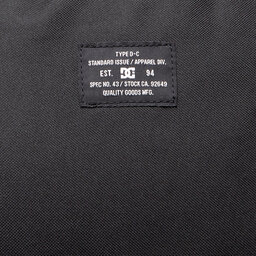 TYPE D-C
STANDARD ISSUE / APPAREL DIV.
EST. DC 94
SPEC NO. 43 / STOCK CA. 92649
QUALITY GOODS MFG.